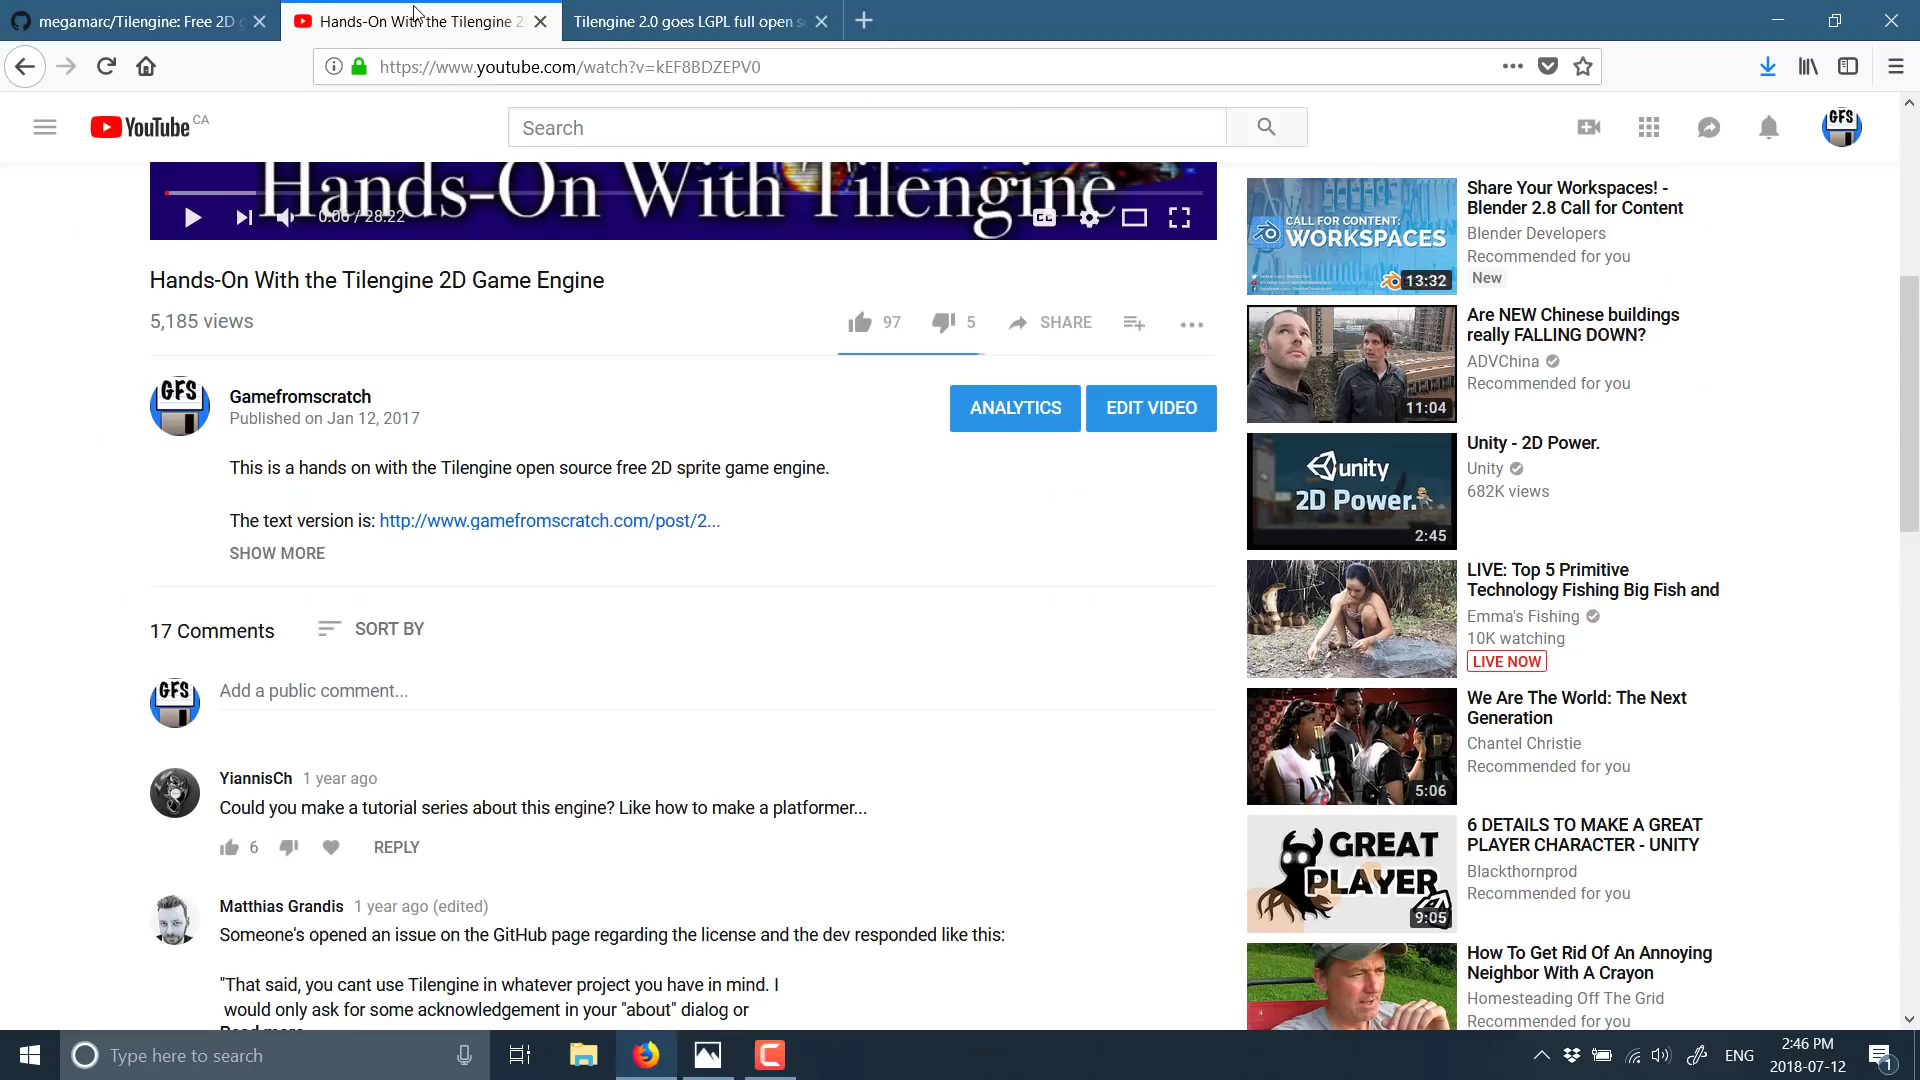 megamarc/Tilengine: Free 2D g
Hands-On With the Tilengine 2
Tilengine 2.0 goes LGPL full open s
https://www.youtube.com/watch?v=kEF8BDZEPV0
YouTube CA
Search
GFS
Hands-On With Tilengine
0:06 / 28:22
CC
Hands-On With the Tilengine 2D Game Engine
5,185 views
97
5
SHARE
GFS
Gamefromscratch
Published on Jan 12, 2017
ANALYTICS
EDIT VIDEO
This is a hands on with the Tilengine open source free 2D sprite game engine.
The text version is: http://www.gamefromscratch.com/post/2...
SHOW MORE
17 Comments
SORT BY
GFS
Add a public comment...
YiannisCh 1 year ago
Could you make a tutorial series about this engine? Like how to make a platformer...
6
REPLY
Matthias Grandis 1 year ago (edited)
Someone's opened an issue on the GitHub page regarding the license and the dev responded like this:
"That said, you cant use Tilengine in whatever project you have in mind. I
would only ask for some acknowledgement in your "about" dialog or
Read more
CALL FOR CONTENT:
WORKSPACES
13:32
Share Your Workspaces! -
Blender 2.8 Call for Content
Blender Developers
Recommended for you
New
11:04
Are NEW Chinese buildings
really FALLING DOWN?
ADVChina
Recommended for you
unity
2D Power.
2:45
Unity - 2D Power.
Unity
682K views
LIVE: Top 5 Primitive
Technology Fishing Big Fish and
Emma's Fishing
10K watching
LIVE NOW
5:06
We Are The World: The Next
Generation
Chantel Christie
Recommended for you
GREAT
PLAYER
9:05
6 DETAILS TO MAKE A GREAT
PLAYER CHARACTER - UNITY
Blackthornprod
Recommended for you
How To Get Rid Of An Annoying
Neighbor With A Crayon
Homesteading Off The Grid
Recommended for you
Type here to search
ENG
2:46 PM
2018-07-12
1